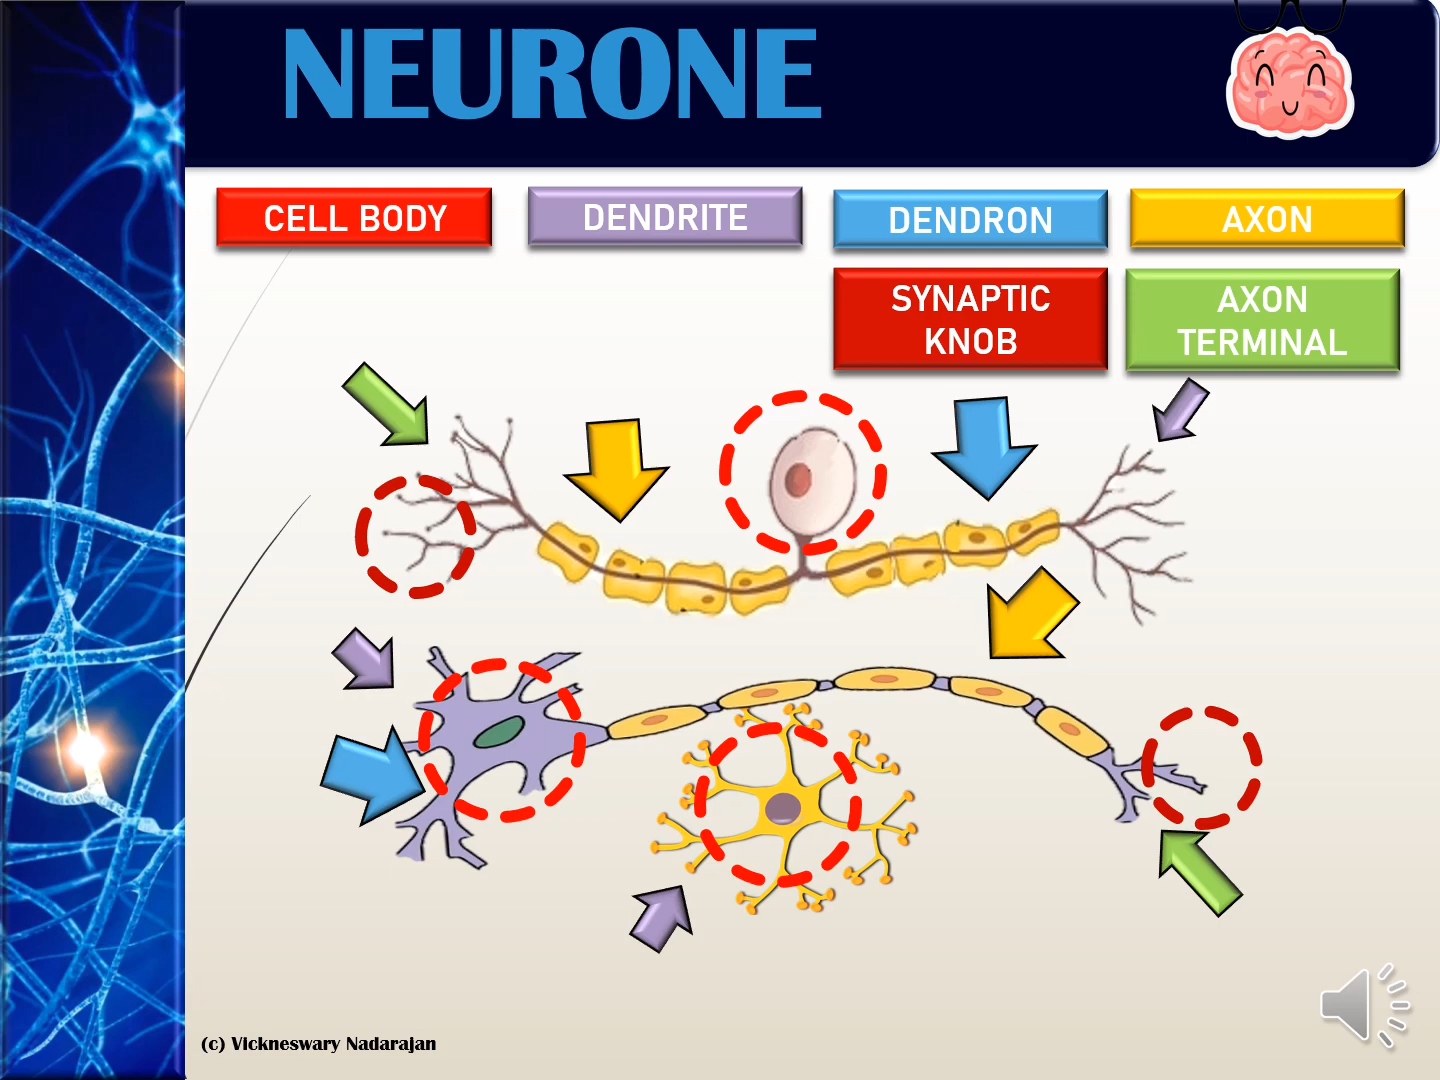 NEURONE
CELL BODY
DENDRITE
DENDRON
AXON
SYNAPTIC
KNOB
AXON
TERMINAL
(c) Vickneswary Nadarajan